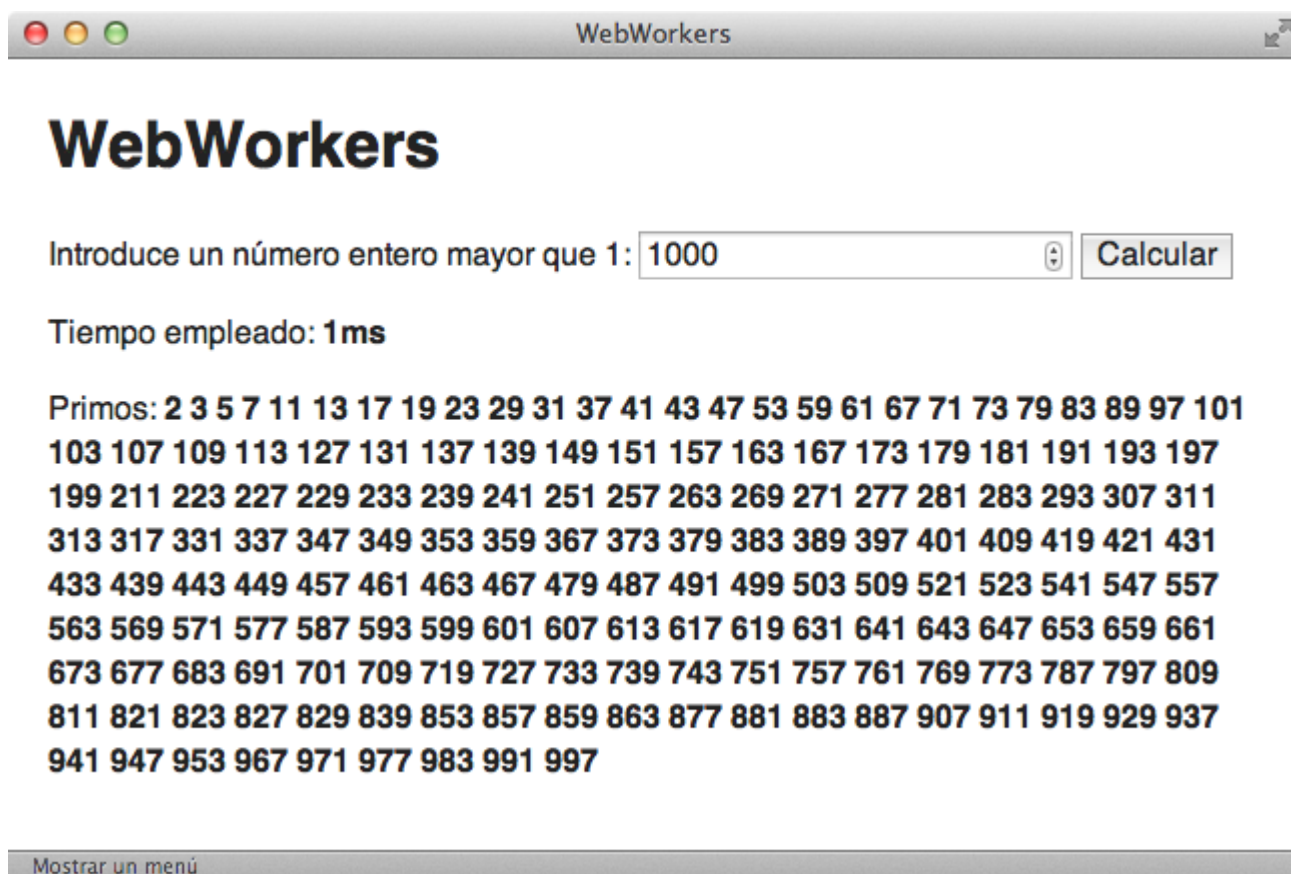 WebWorkers
WebWorkers
Introduce un número entero mayor que 1: 1000 Calcular
Tiempo empleado: 1ms
Primos: 2 3 5 7 11 13 17 19 23 29 31 37 41 43 47 53 59 61 67 71 73 79 83 89 97 101
103 107 109 113 127 131 137 139 149 151 157 163 167 173 179 181 191 193 197
199 211 223 227 229 233 239 241 251 257 263 269 271 277 281 283 293 307 311
313 317 331 337 347 349 353 359 367 373 379 383 389 397 401 409 419 421 431
433 439 443 449 457 461 463 467 479 487 491 499 503 509 521 523 541 547 557
563 569 571 577 587 593 599 601 607 613 617 619 631 641 643 647 653 659 661
673 677 683 691 701 709 719 727 733 739 743 751 757 761 769 773 787 797 809
811 821 823 827 829 839 853 857 859 863 877 881 883 887 907 911 919 929 937
941 947 953 967 971 977 983 991 997
Mostrar un menú